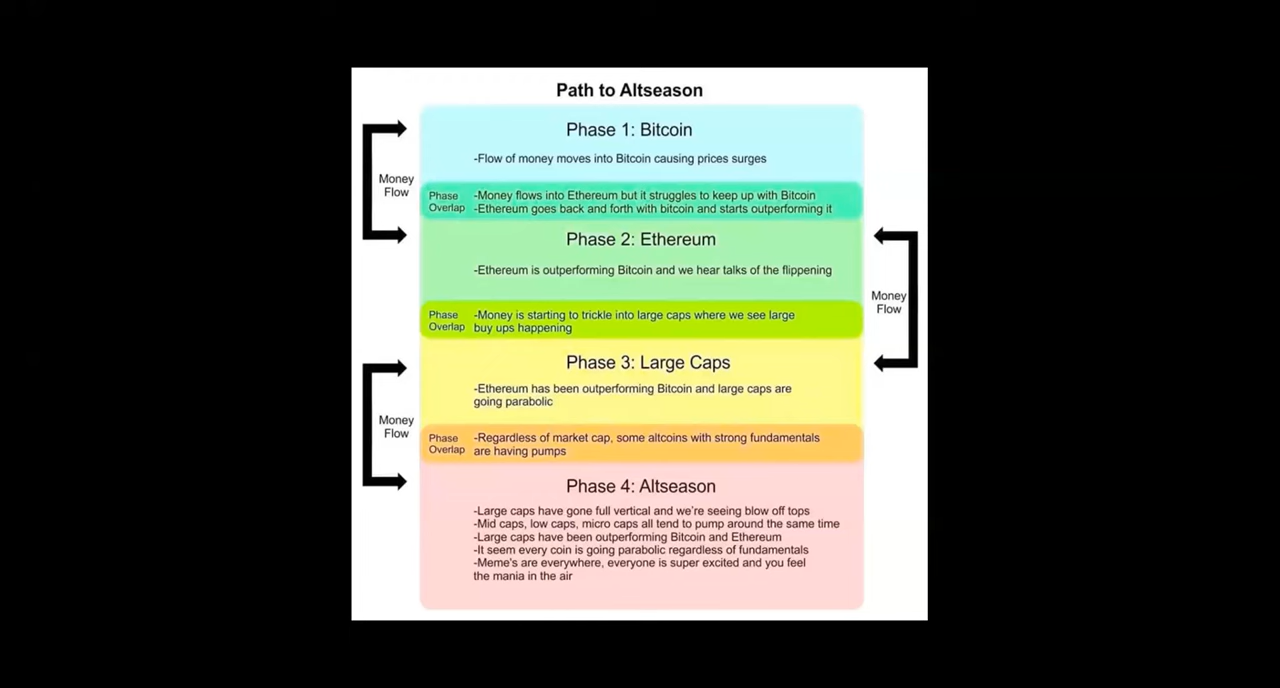 Path to Altseason
Phase 1: Bitcoin
-Flow of money moves into Bitcoin causing prices surges
Money
Flow
Phase
Overlap
-Money flows into Ethereum but it struggles to keep up with Bitcoin
-Ethereum goes back and forth with bitcoin and starts outperforming it
Phase 2: Ethereum
-Ethereum is outperforming Bitcoin and we hear talks of the flippening
Money
Flow
Phase
Overlap
-Money is starting to trickle into large caps where we see large
buy ups happening
Phase 3: Large Caps
-Ethereum has been outperforming Bitcoin and large caps are
going parabolic
Money
Flow
Phase
Overlap
-Regardless of market cap, some altcoins with strong fundamentals
are having pumps
Phase 4: Altseason
-Large caps have gone full vertical and we're seeing blow off tops
-Mid caps, low caps, micro caps all tend to pump around the same time
-Large caps have been outperforming Bitcoin and Ethereum
-It seem every coin is going parabolic regardless of fundamentals
-Meme's are everywhere, everyone is super excited and you feel
the mania in the air